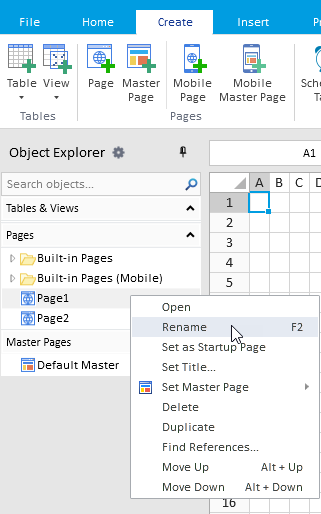 File Home Create Insert
Table View Page Master Page Mobile Page Mobile Master Page
Tables Pages
Object Explorer A1
Search objects...
A B C
Tables & Views
1
2
Pages
3
Built-in Pages
4
Built-in Pages (Mobile)
5
Page1
Open
Page2
Rename F2
Master Pages
Set as Startup Page
Default Master
Set Title...
Set Master Page
Delete
Duplicate
Find References...
Move Up Alt + Up
Move Down Alt + Down
16